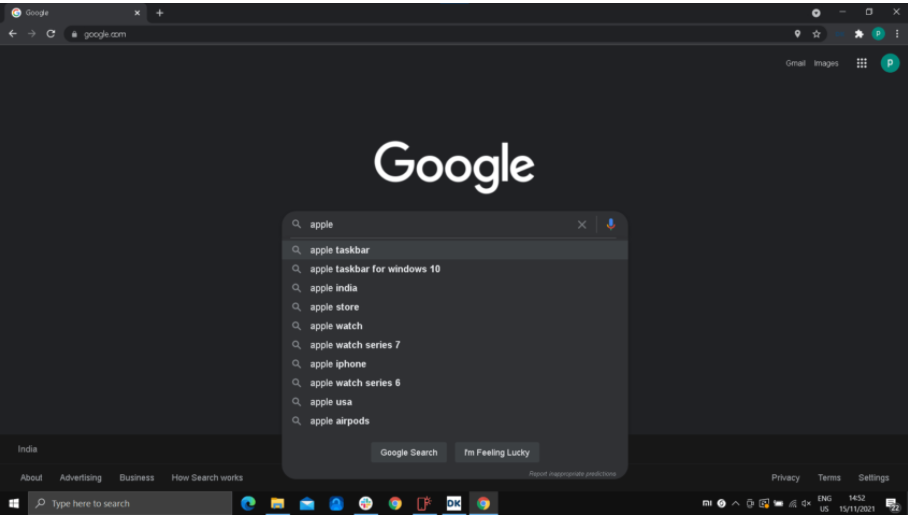 Google
google.com
P
Gmail Images
P
Google
apple
apple taskbar
apple taskbar for windows 10
apple india
apple store
apple watch
apple watch series 7
apple iphone
apple watch series 6
apple usa
apple airpods
Google Search I'm Feeling Lucky
Report inappropriate predictions
India
About Advertising Business How Search works Privacy Terms Settings
Type here to search
DK
ENG 14:52
US 15/11/2021
22